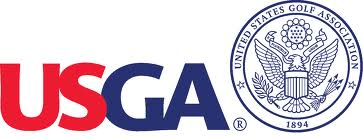 USGA®
UNITED STATES GOLF ASSOCIATION
1894